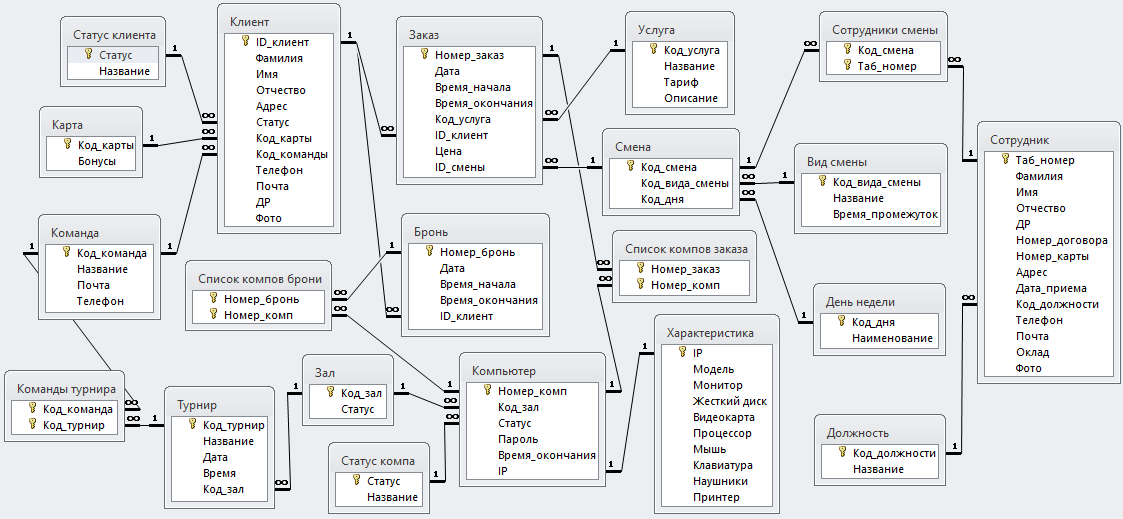 Статус клиента
Статус
Название
Карта
Код_карты
Бонусы
Команда
Код_команда
Название
Почта
Телефон
Команды турнира
Код_команда
Код_турнир
Клиент
ID_клиент
Фамилия
Имя
Отчество
Адрес
Статус
Код_карты
Код_команды
Телефон
Почта
ДР
Фото
Список компов брони
Номер_бронь
Номер_комп
Турнир
Код_турнир
Название
Дата
Время
Код_зал
Зал
Код_зал
Статус
Статус компа
Статус
Название
Заказ
Номер_заказ
Дата
Время_начала
Время_окончания
Код_услуга
ID_клиент
Цена
ID_смены
Бронь
Номер_бронь
Дата
Время_начала
Время_окончания
ID_клиент
Компьютер
Номер_комп
Код_зал
Статус
Пароль
Время_окончания
IP
Услуга
Код_услуга
Название
Тариф
Описание
Смена
Код_смена
Код_вида_смены
Код_дня
Список компов заказа
Номер_заказ
Номер_комп
Характеристика
IP
Модель
Монитор
Жесткий диск
Видеокарта
Процессор
Мышь
Клавиатура
Наушники
Принтер
Сотрудники смены
Код_смена
Таб_номер
Вид смены
Код_вида_смены
Название
Время_промежуток
День недели
Код_дня
Наименование
Должность
Код_должности
Название
Сотрудник
Таб_номер
Фамилия
Имя
Отчество
ДР
Номер_договора
Номер_карты
Адрес
Дата_приема
Код_должности
Телефон
Почта
Оклад
Фото